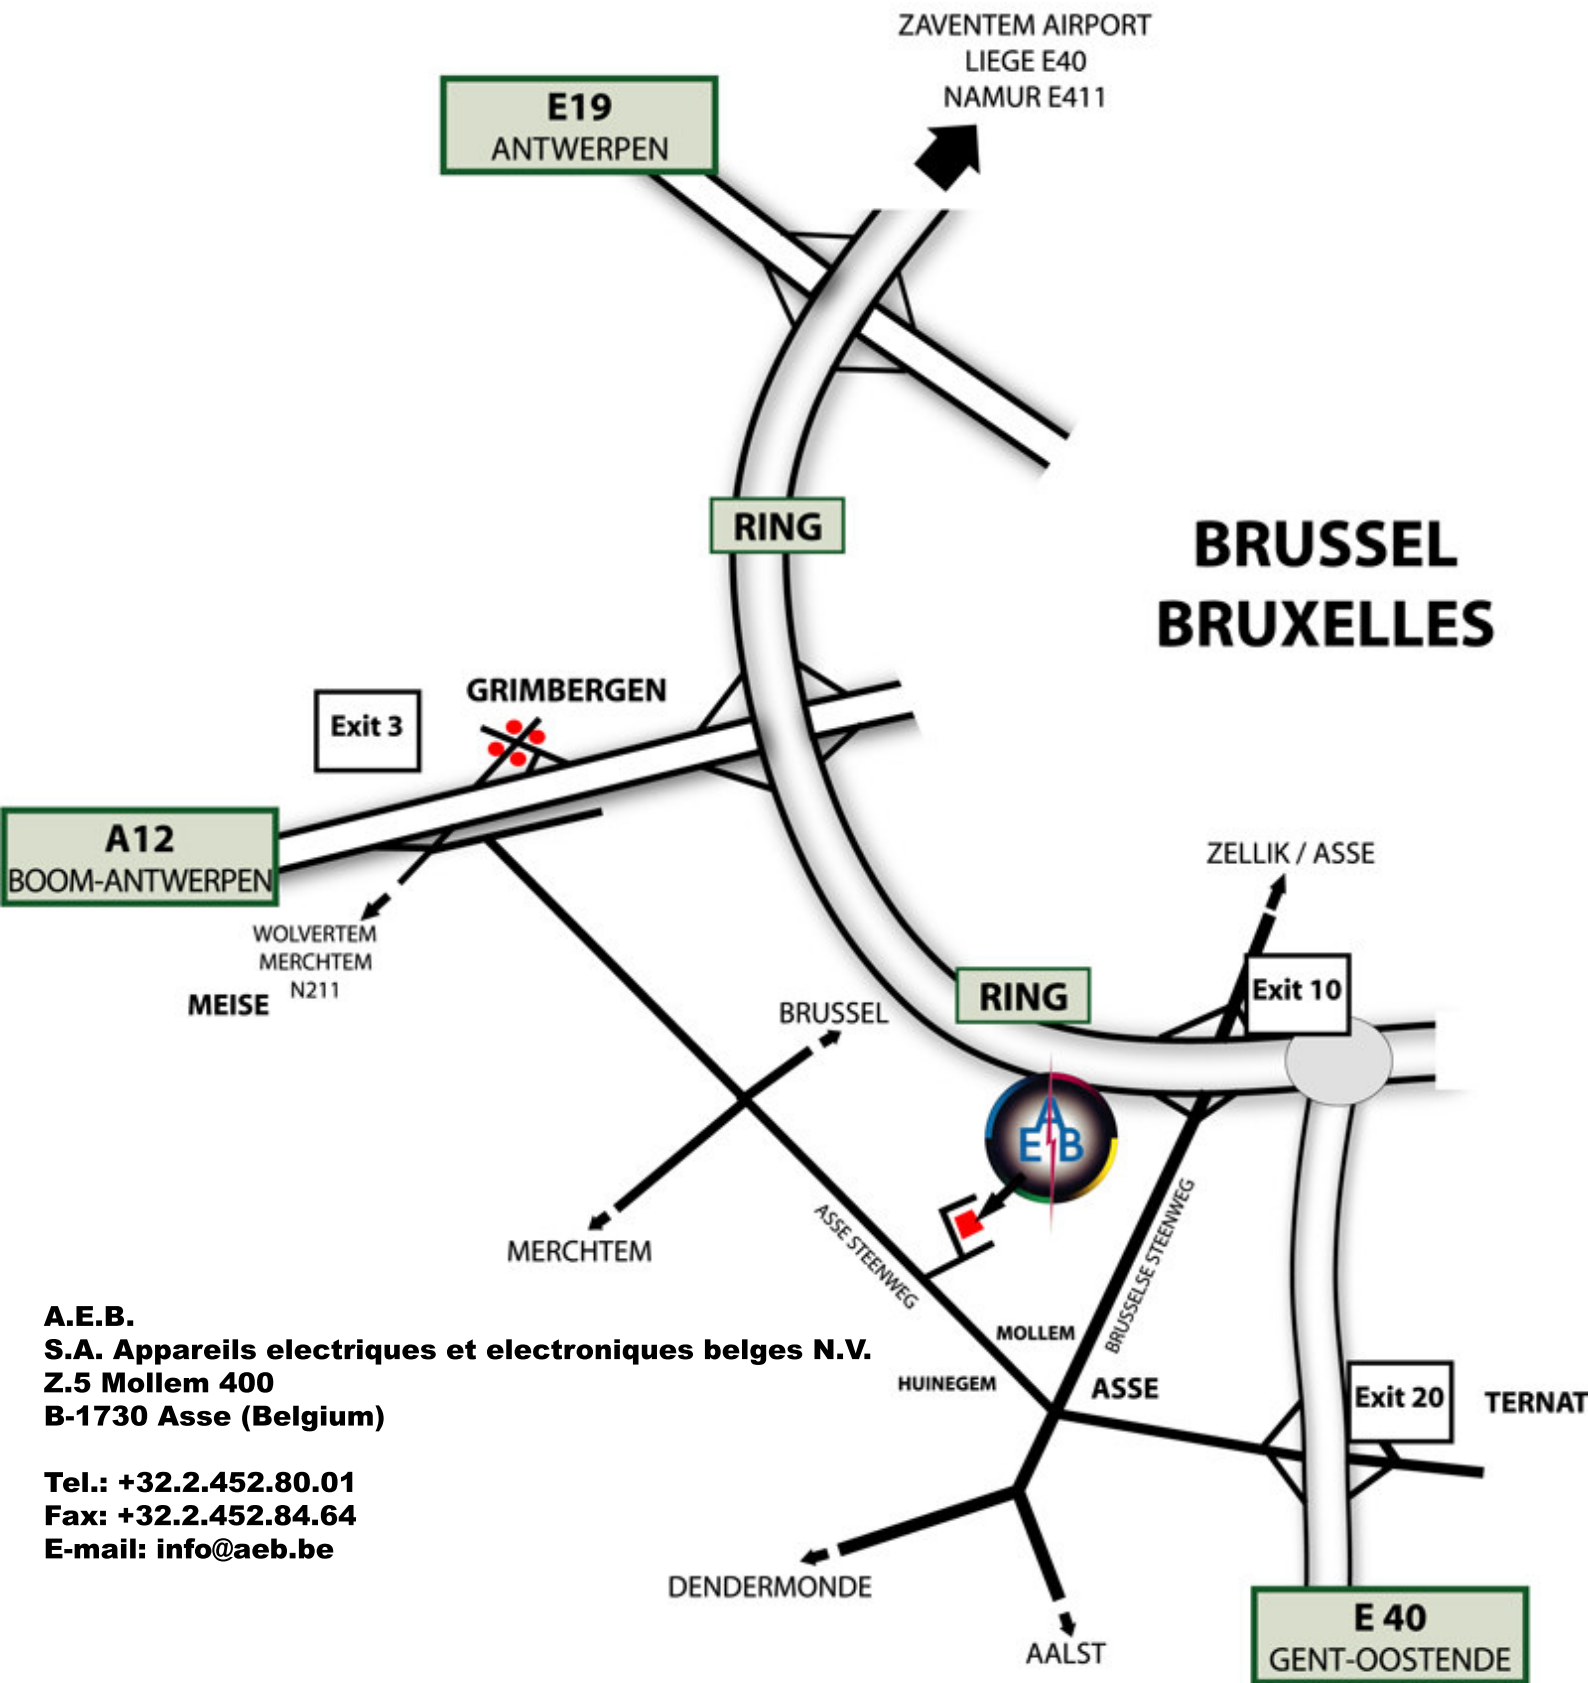 ZAVENTEM AIRPORT
LIEGE E40
NAMUR E411
E19
ANTWERPEN
RING
BRUSSEL
BRUXELLES
GRIMBERGEN
Exit 3
A12
BOOM-ANTWERPEN
WOLVERTEM
MERCHTEM
N211
MEISE
ZELLIK / ASSE
Exit 10
RING
BRUSSEL
AEB
MERCHTEM
ASSE STEENWEG
BRUSSELSE STEENWEG
MOLLEM
HUINEGEM
ASSE
Exit 20
TERNAT
A.E.B.
S.A. Appareils electriques et electroniques belges N.V.
Z.5 Mollem 400
B-1730 Asse (Belgium)
Tel.: +32.2.452.80.01
Fax: +32.2.452.84.64
E-mail: info@aeb.be
DENDERMONDE
AALST
E 40
GENT-OOSTENDE